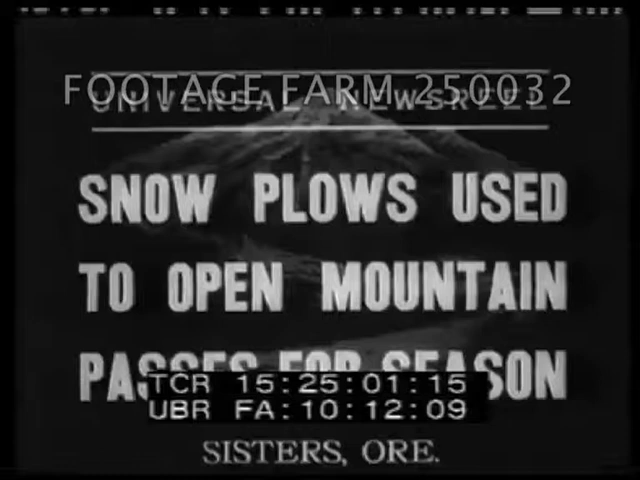 FOOTAGE FARM 250032
UNIVERSAL NEWSREEL
SNOW PLOWS USED
TO OPEN MOUNTAIN
PASSES FOR SEASON
TCR 15:25:01:15
UBR FA:10:12:09
SISTERS, ORE.